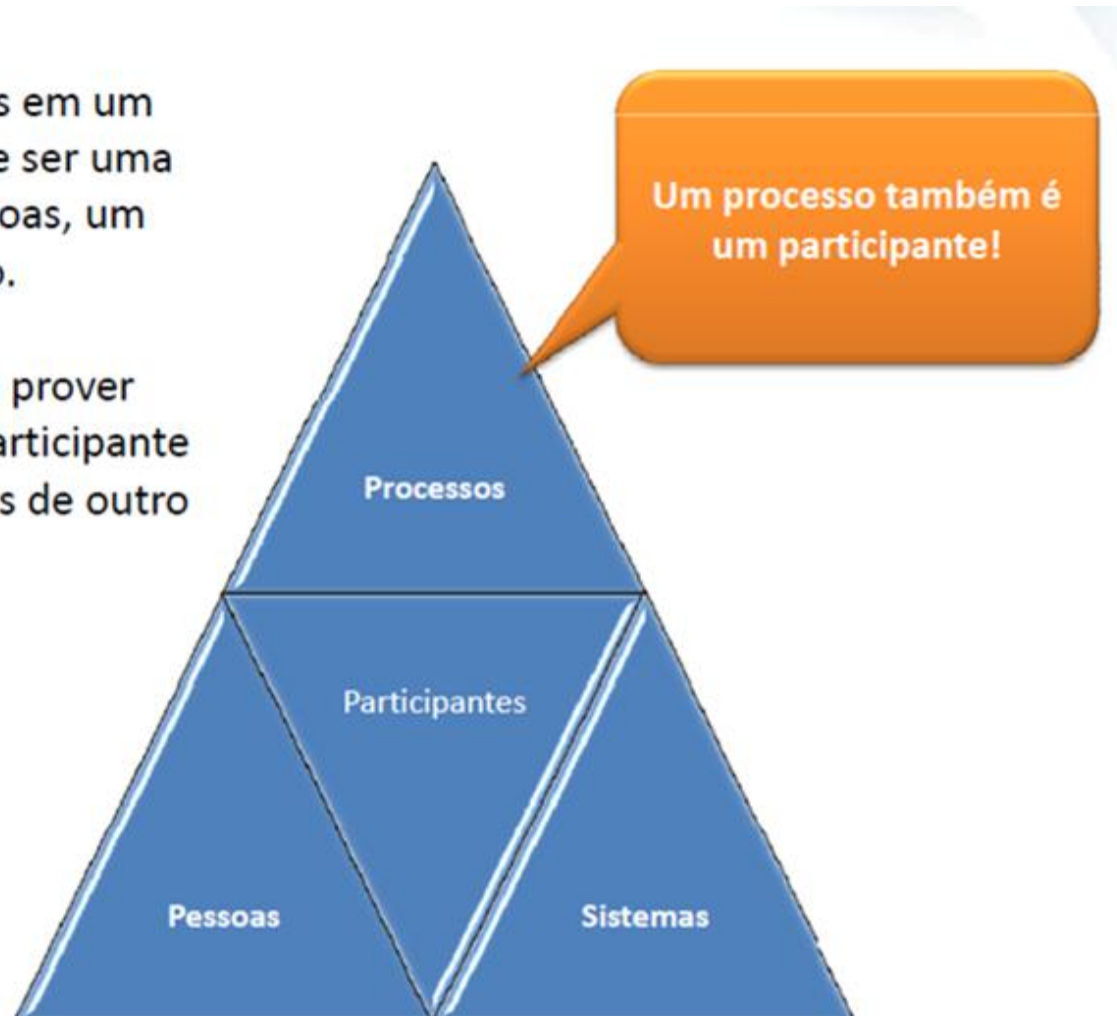 s em um
e ser uma
oas, um
o.
prover
articipante
s de outro
Um processo também é
um participante!
Processos
Participantes
Pessoas
Sistemas